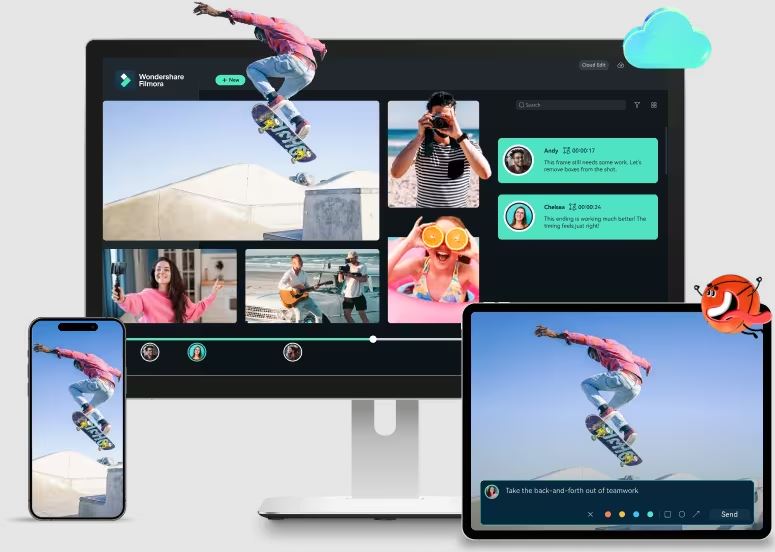 Wondershare
Filmora
+ New
Cloud Edit
Search
Andy 00:00:17
This frame still needs some work. Let's
remove boxes from the shot.
Chelsea 00:00:24
This ending is working much better! The
timing feels just right!
Take the back-and-forth out of teamwork
Send